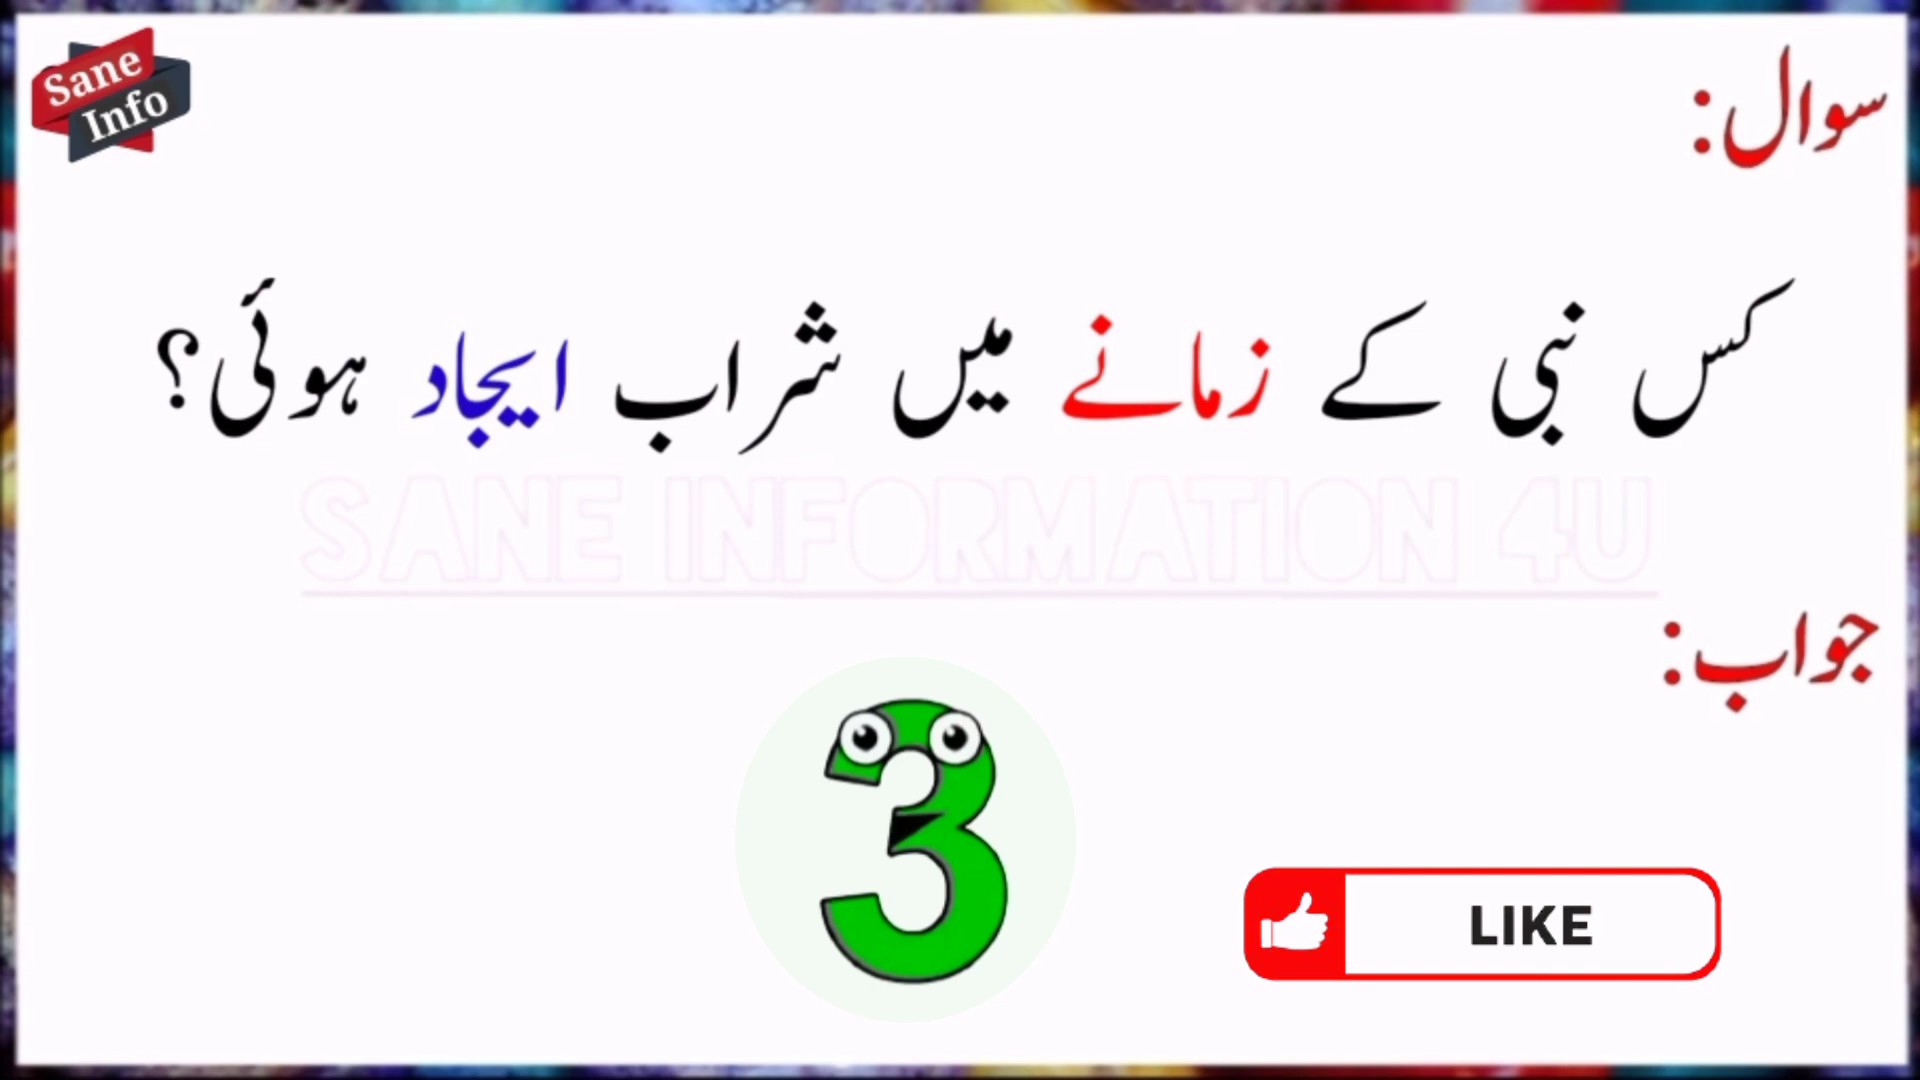 Sane
Info
سوال:
کس نبی کے زمانے میں شراب ایجاد ہوئی؟
SANE INFORMATION 4U
جواب:
3
LIKE